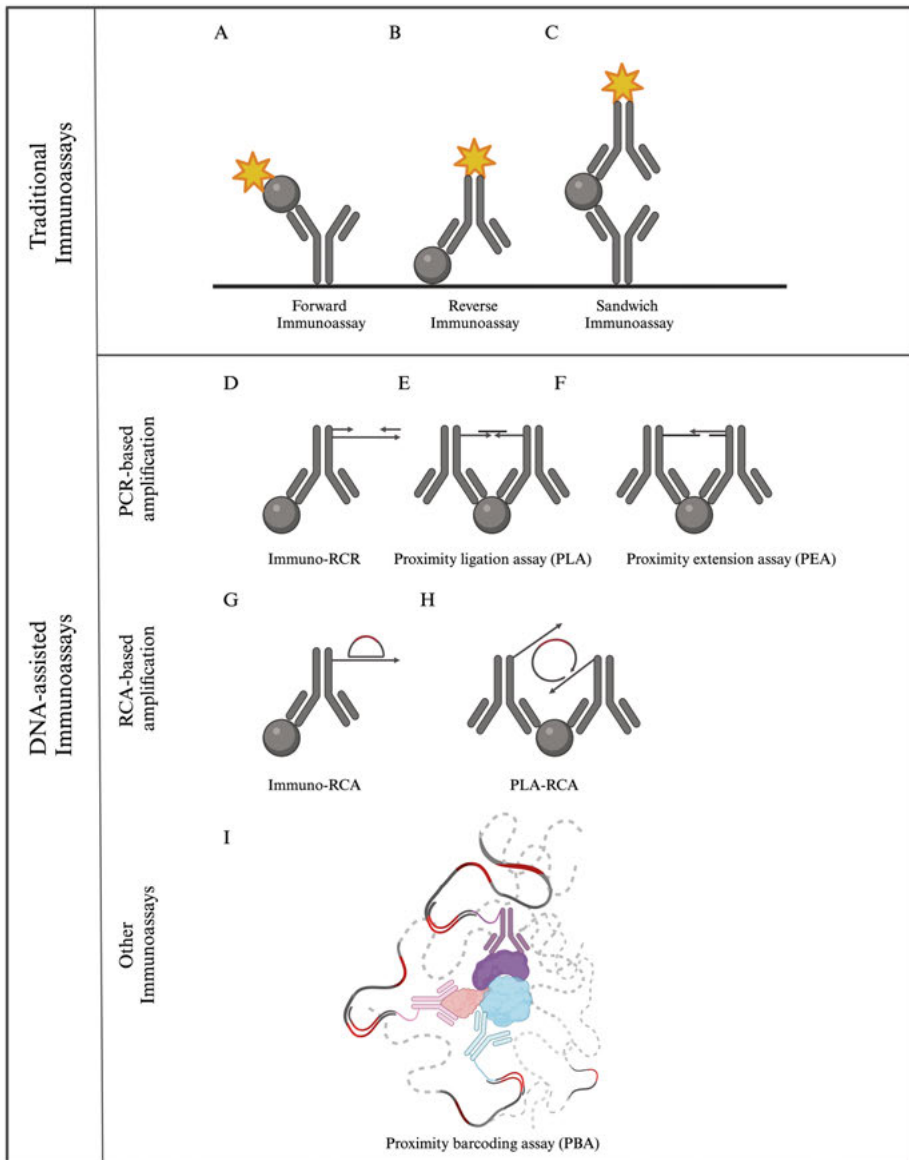 Traditional
Immunoassays
A
B
C
Forward
Immunoassay
Reverse
Immunoassay
Sandwich
Immunoassay
DNA-assisted
Immunoassays
PCR-based
amplification
D
E
F
Immuno-RCR
Proximity ligation assay (PLA)
Proximity extension assay (PEA)
RCA-based
amplification
G
H
Immuno-RCA
PLA-RCA
Other
Immunoassays
I
Proximity barcoding assay (PBA)